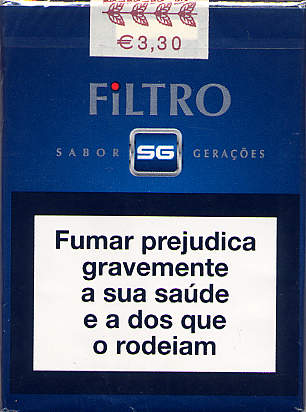 €3,30
FiLTRO
SABOR SG GERAÇÕES
Fumar prejudica
gravemente
a sua saúde
e a dos que
o rodeiam